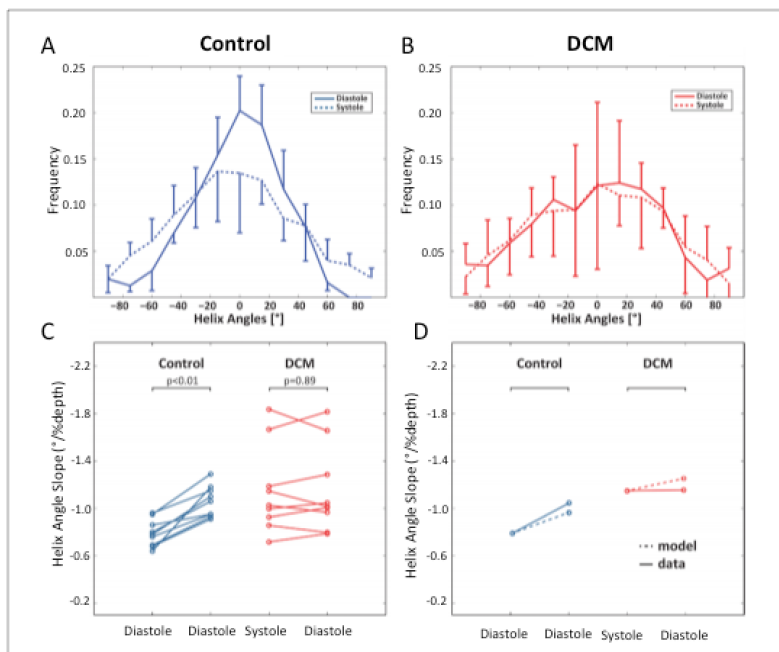 A
Control
B
DCM
0.25
0.20
0.15
0.10
0.05
Frequency
Diastole
Systole
−80 −60 −40 −20 0 20 40 60 80
Helix Angles [°]
0.25
0.20
0.15
0.10
0.05
Frequency
Diastole
Systole
−80 −60 −40 −20 0 20 40 60 80
Helix Angles [°]
C
Control
DCM
p<0.01
p=0.89
-2.2
-1.8
-1.4
-1.0
-0.6
-0.2
Helix Angle Slope (°/%depth)
Diastole Diastole Systole Diastole
D
Control
DCM
-2.2
-1.8
-1.4
-1.0
-0.6
-0.2
Helix Angle Slope (°/%depth)
model
data
Diastole Diastole Systole Diastole